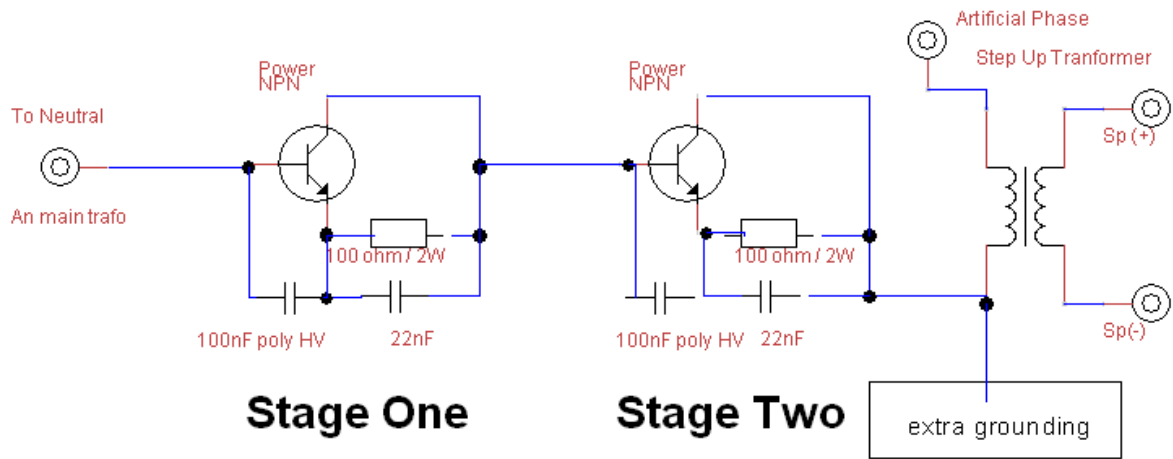 Artificial Phase
Step Up Tranformer
Power
NPN
Power
NPN
To Neutral
Sp (+)
An main trafo
100 ohm / 2W
100 ohm / 2W
100nF poly HV
22nF
100nF poly HV
22nF
Sp(-)
Stage One
Stage Two
extra grounding